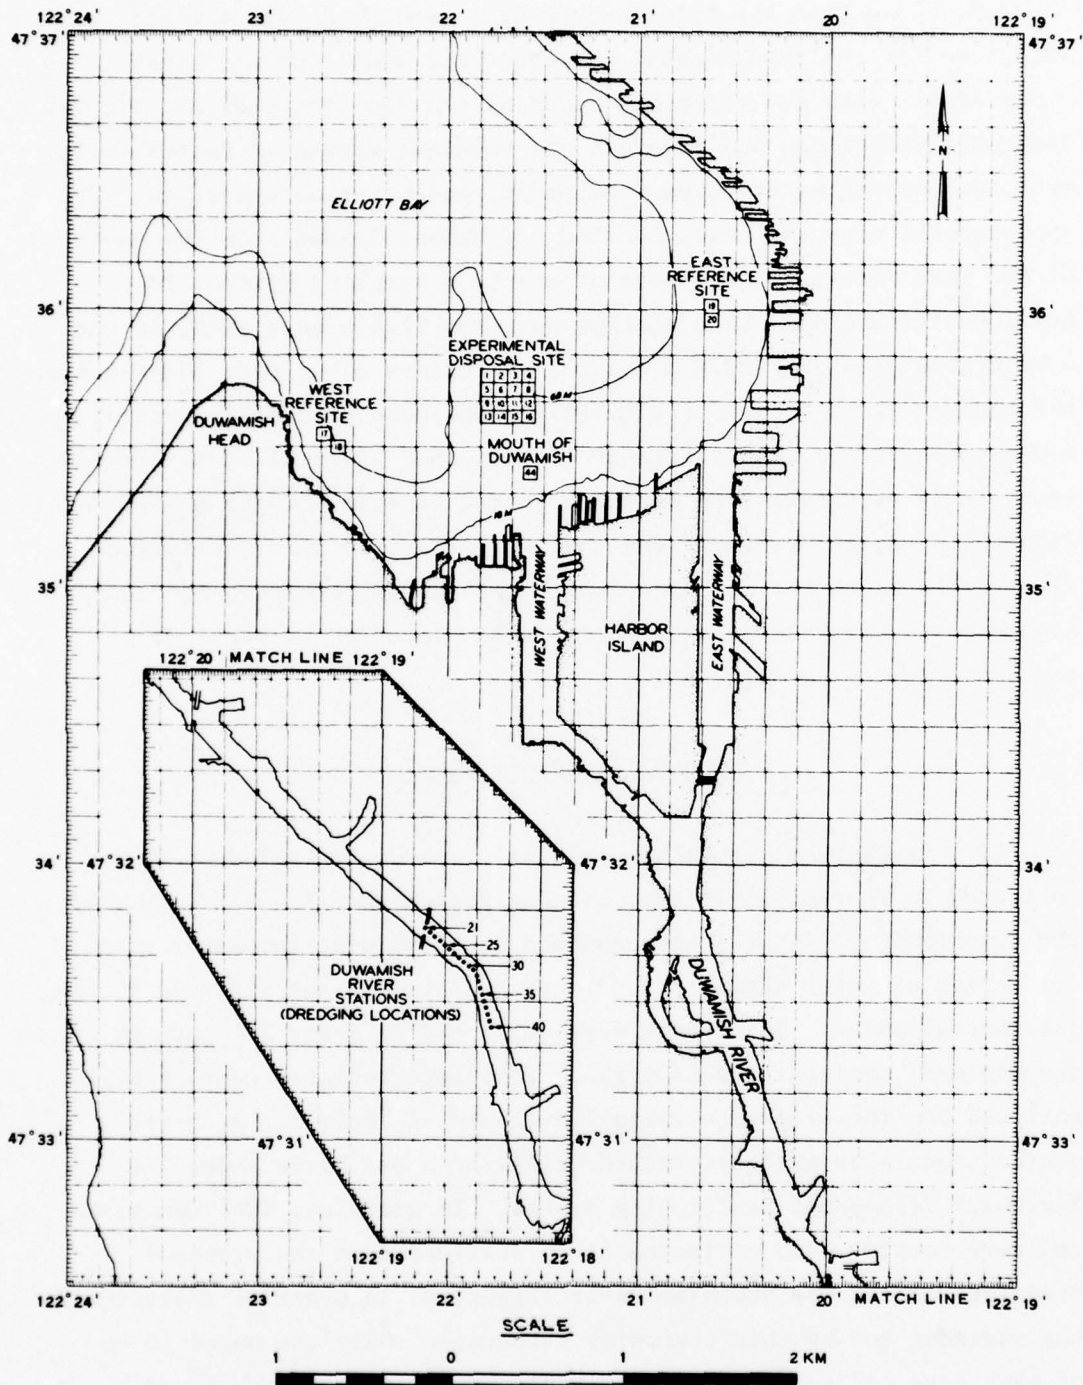 122°24' 23' 22' 21' 20' 122°19'
47°37' 47°37'
N
ELLIOTT BAY
EAST
REFERENCE
SITE
19
20
36' 36'
EXPERIMENTAL
DISPOSAL SITE
1 2 3 4
5 6 7 8
9 10 11 12
13 14 15 16
60 M
WEST
REFERENCE
SITE
17
18
DUWAMISH
HEAD
MOUTH OF
DUWAMISH
44
18 M
35' 35'
WEST WATERWAY
HARBOR
ISLAND
EAST WATERWAY
122°20' MATCH LINE 122°19'
34' 47°32' 47°32' 34'
21
25
30
35
40
DUWAMISH
RIVER
STATIONS
(DREDGING LOCATIONS)
DUWAMISH RIVER
47°33' 47°31' 47°31' 47°33'
122°19' 122°18'
122°24' 23' 22' 21' 20' MATCH LINE 122°19'
SCALE
1 0 1 2 KM